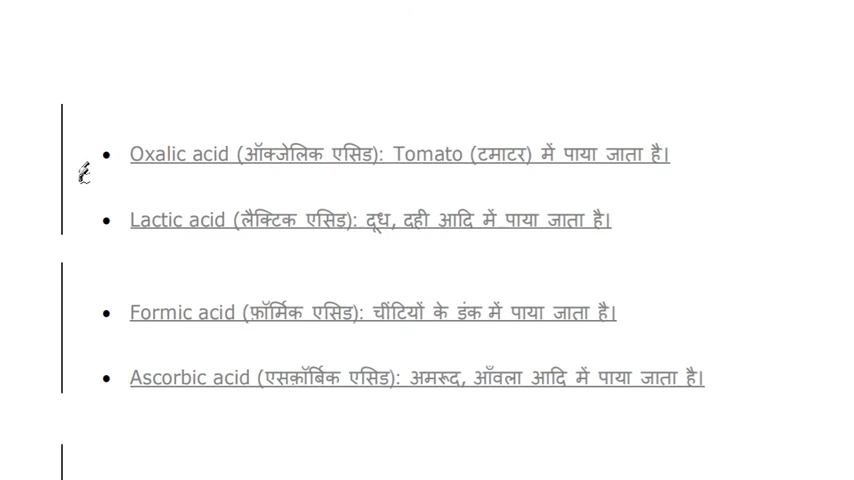 • Oxalic acid (ऑक्जेलिक एसिड): Tomato (टमाटर) में पाया जाता है।
• Lactic acid (लैक्टिक एसिड): दूध, दही आदि में पाया जाता है।
• Formic acid (फ़ॉर्मिक एसिड): चींटियों के डंक में पाया जाता है।
• Ascorbic acid (एसक़ॉर्बिक एसिड): अमरूद, आँवला आदि में पाया जाता है।